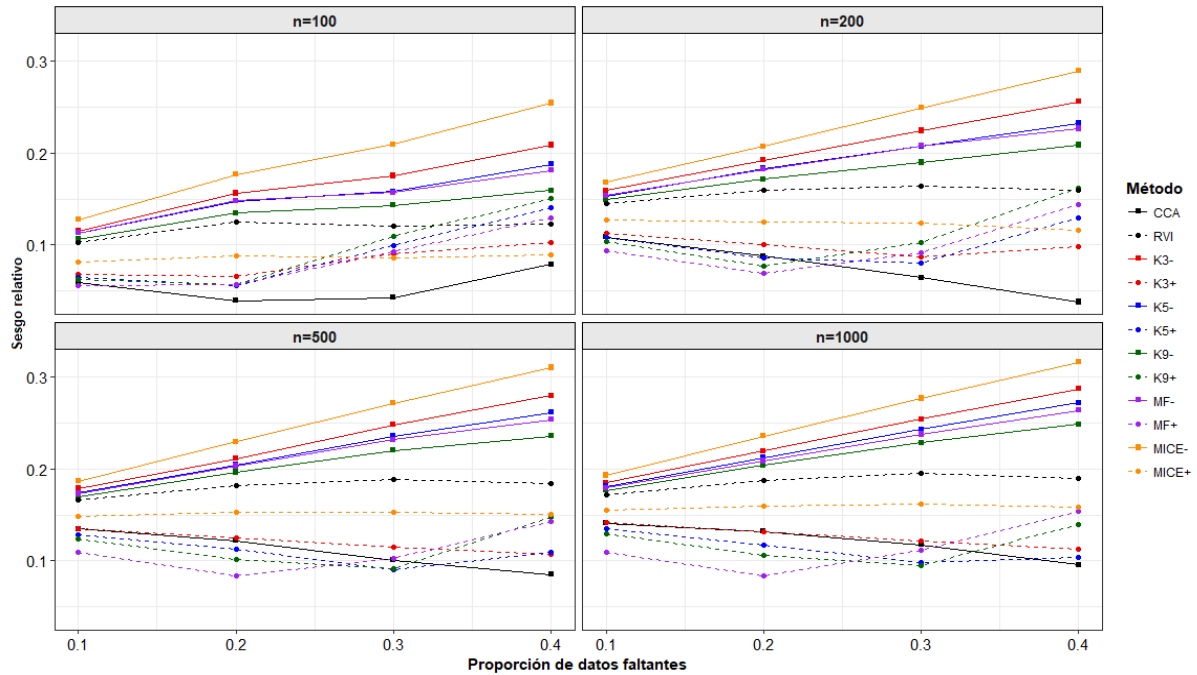 n=100
n=200
0.3
0.2
0.1
n=500
n=1000
0.3
0.2
0.1
Sesgo relativo
0.1
0.2
0.3
0.4
0.1
0.2
0.3
0.4
Proporción de datos faltantes
Método
CCA
RVI
K3-
K3+
K5-
K5+
K9-
K9+
MF-
MF+
MICE-
MICE+